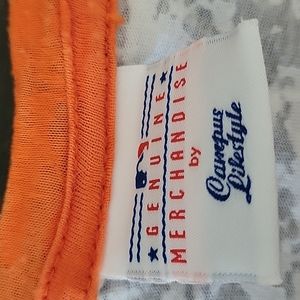 GENUINE
MERCHANDISE
by
Campus
Lifestyle